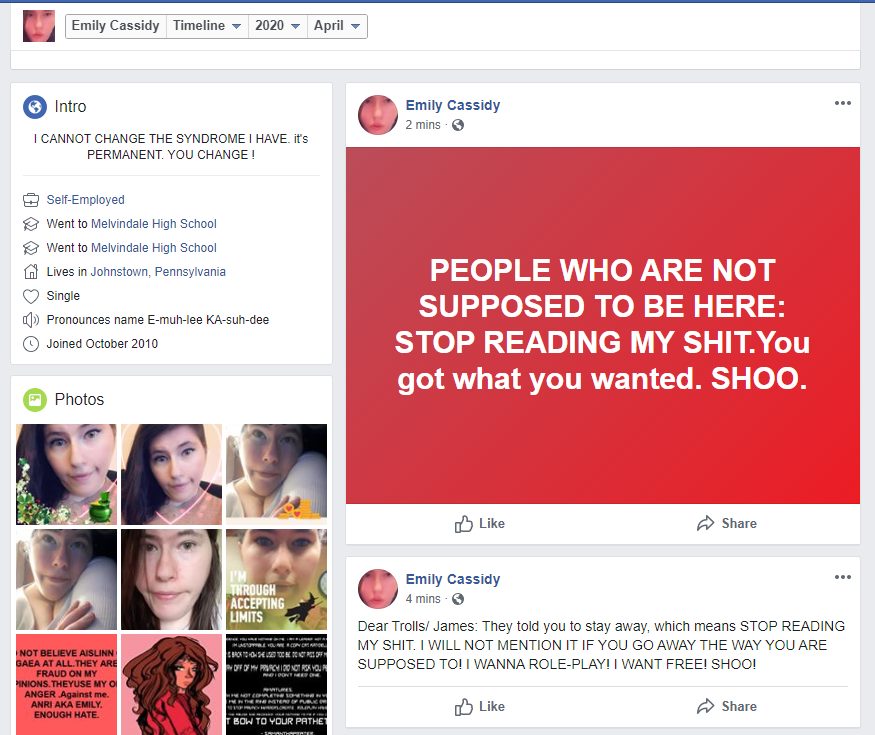 Emily Cassidy Timeline 2020 April
Intro
I CANNOT CHANGE THE SYNDROME I HAVE. it's
PERMANENT. YOU CHANGE !
Self-Employed
Went to Melvindale High School
Went to Melvindale High School
Lives in Johnstown, Pennsylvania
Single
Pronounces name E-muh-lee KA-suh-dee
Joined October 2010
Photos
I'M
THROUGH
ACCEPTING
LIMITS
NOT BELIEVE AISLINN
GAEA AT ALL.THEY ARE
FRAUD ON MY
PINIONS.THEYUSE MY O
ANGER .Against me.
ANRI AKA EMILY.
ENOUGH HATE.
T BOW TO YOUR PATHET
Emily Cassidy
2 mins ·
PEOPLE WHO ARE NOT
SUPPOSED TO BE HERE:
STOP READING MY SHIT.You
got what you wanted. SHOO.
Like Share
Emily Cassidy
4 mins ·
Dear Trolls/ James: They told you to stay away, which means STOP READING
MY SHIT. I WILL NOT MENTION IT IF YOU GO AWAY THE WAY YOU ARE
SUPPOSED TO! I WANNA ROLE-PLAY! I WANT FREE! SHOO!
Like Share